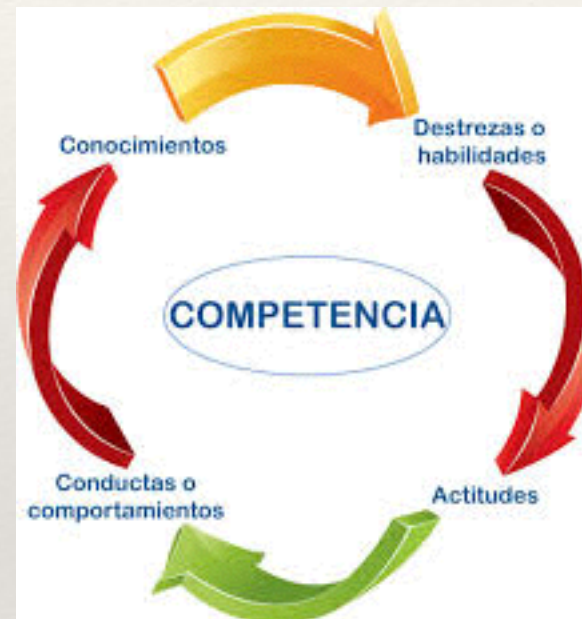 Conocimientos
Destrezas o
habilidades
COMPETENCIA
Conductas o
comportamientos
Actitudes